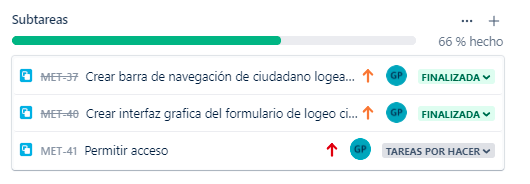 Subtareas
66 % hecho
MET-37 Crear barra de navegación de ciudadano logea... GP FINALIZADA
MET-40 Crear interfaz grafica del formulario de logeo ci... GP FINALIZADA
MET-41 Permitir acceso GP TAREAS POR HACER